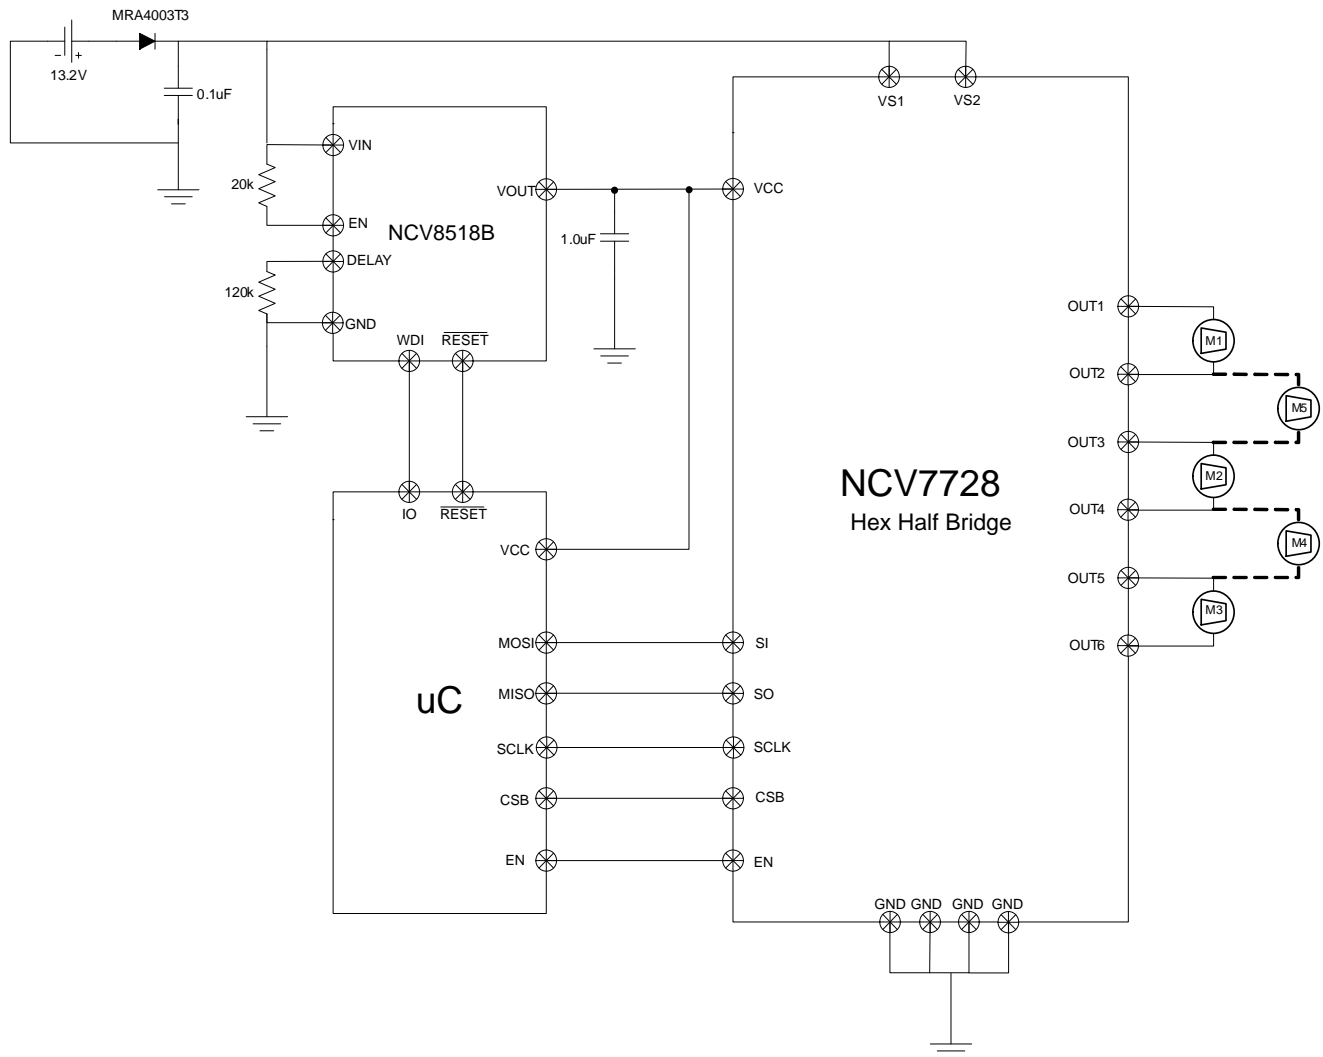 MRA4003T3
- +
13.2V
0.1uF
VS1
VS2
VIN
20k
VOUT
VCC
EN
NCV8518B
1.0uF
DELAY
120k
GND
WDI
RESET
OUT1
M1
OUT2
M5
OUT3
M2
NCV7728
Hex Half Bridge
OUT4
M4
OUT5
M3
OUT6
IO
RESET
VCC
MOSI
SI
uC
MISO
SO
SCLK
SCLK
CSB
CSB
EN
EN
GND GND GND GND